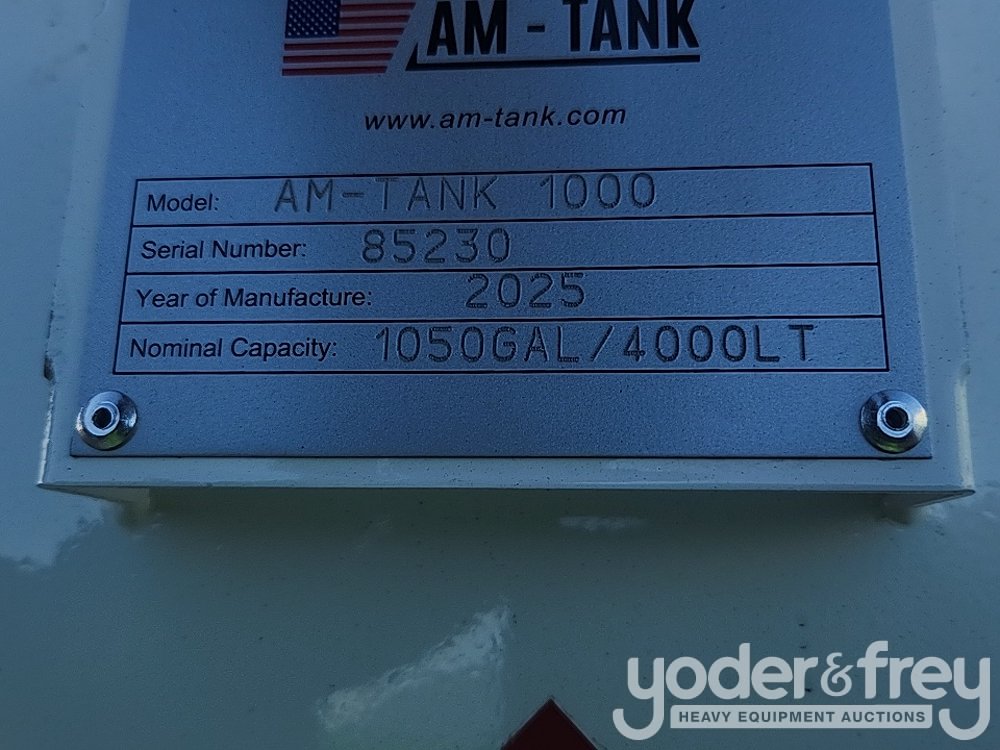 AM - TANK
www.am-tank.com
Model: AM-TANK 1000
Serial Number: 85230
Year of Manufacture: 2025
Nominal Capacity: 1050GAL/4000LT
yoder&frey
HEAVY EQUIPMENT AUCTIONS